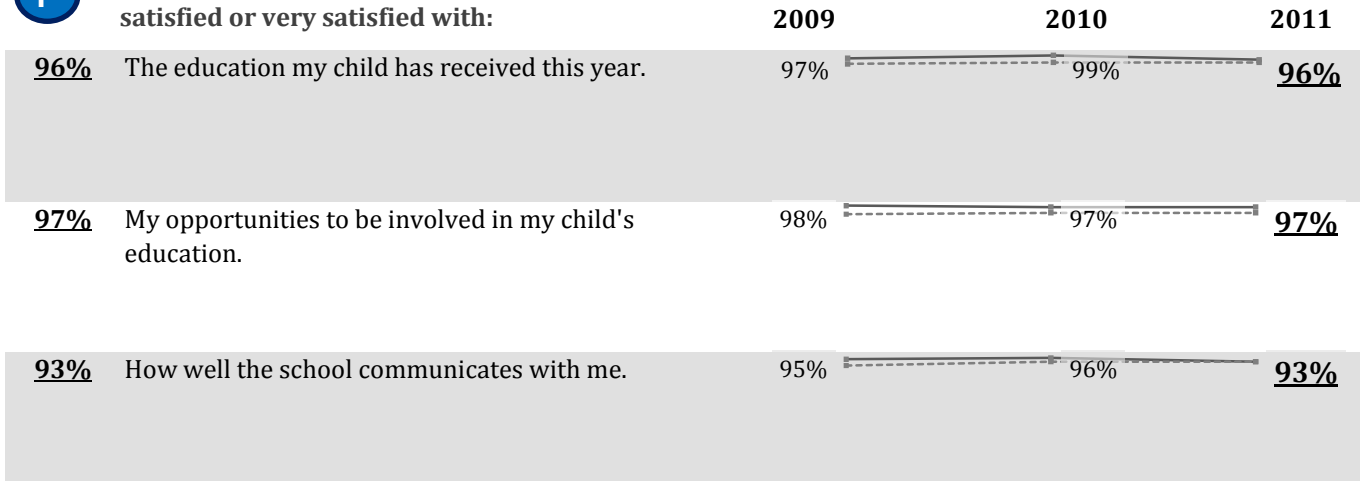 satisfied or very satisfied with: 2009 2010 2011
96% The education my child has received this year. 97% 99% 96%
97% My opportunities to be involved in my child's 98% 97% 97%
education.
93% How well the school communicates with me. 95% 96% 93%